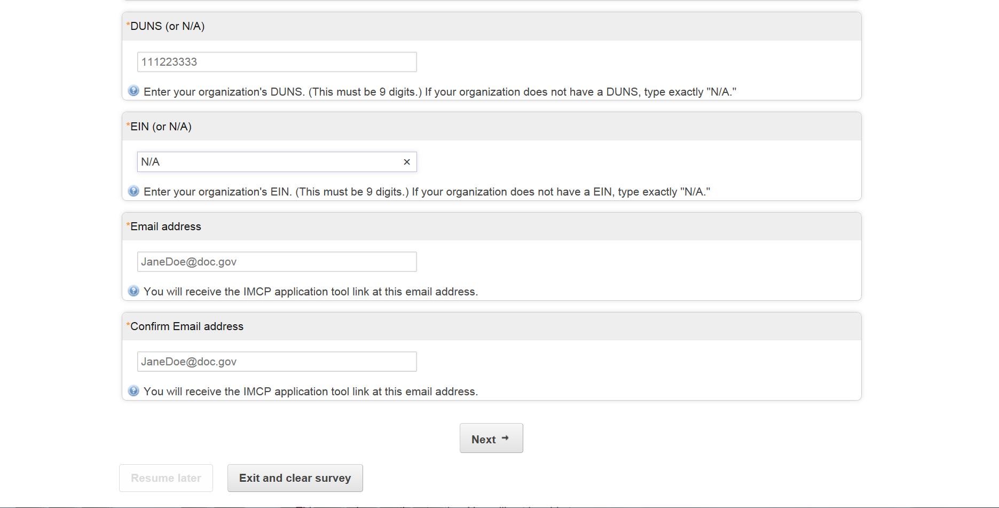 *DUNS (or N/A)
111223333
Enter your organization's DUNS. (This must be 9 digits.) If your organization does not have a DUNS, type exactly "N/A."
*EIN (or N/A)
N/A ×
Enter your organization's EIN. (This must be 9 digits.) If your organization does not have a EIN, type exactly "N/A."
*Email address
JaneDoe@doc.gov
You will receive the IMCP application tool link at this email address.
*Confirm Email address
JaneDoe@doc.gov
You will receive the IMCP application tool link at this email address.
Next →
Resume later
Exit and clear survey